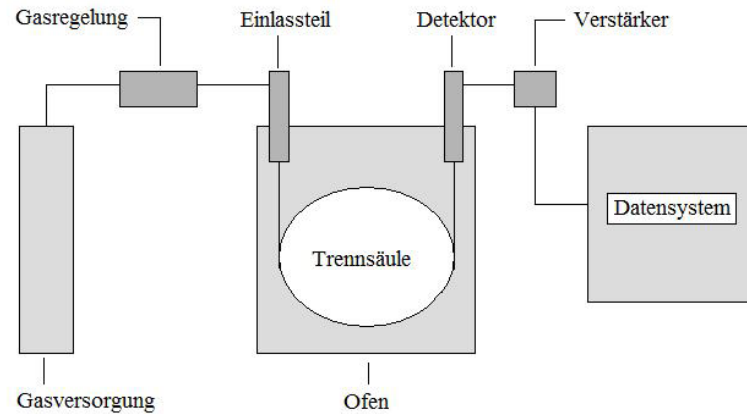 Gasregelung
Einlassteil
Detektor
Verstärker
Datensystem
Trennsäule
Gasversorgung
Ofen